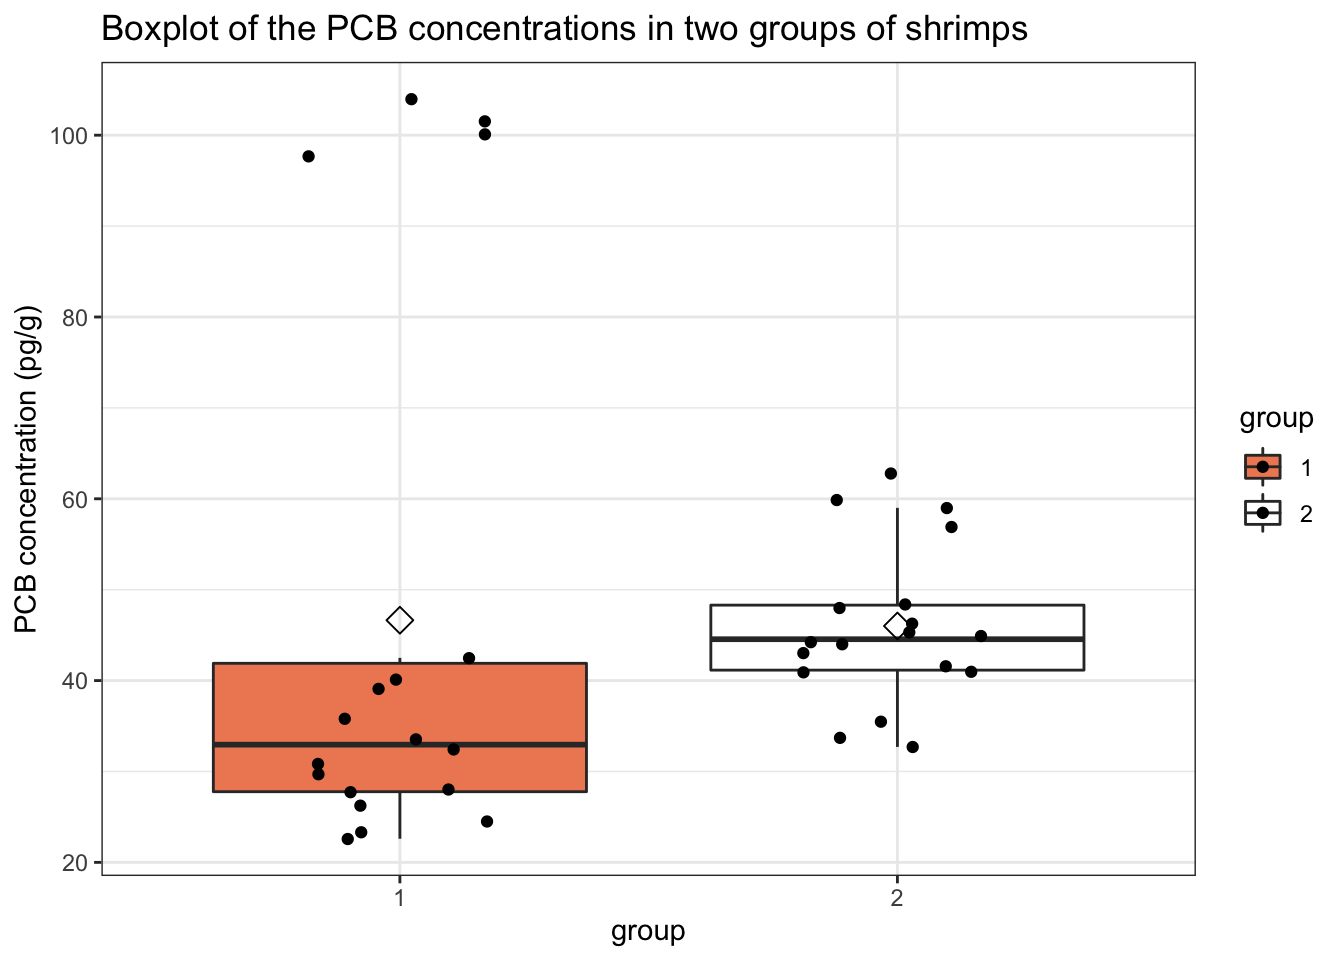 Boxplot of the PCB concentrations in two groups of shrimps
PCB concentration (pg/g)
100
80
60
40
20
1
2
group
group
1
2